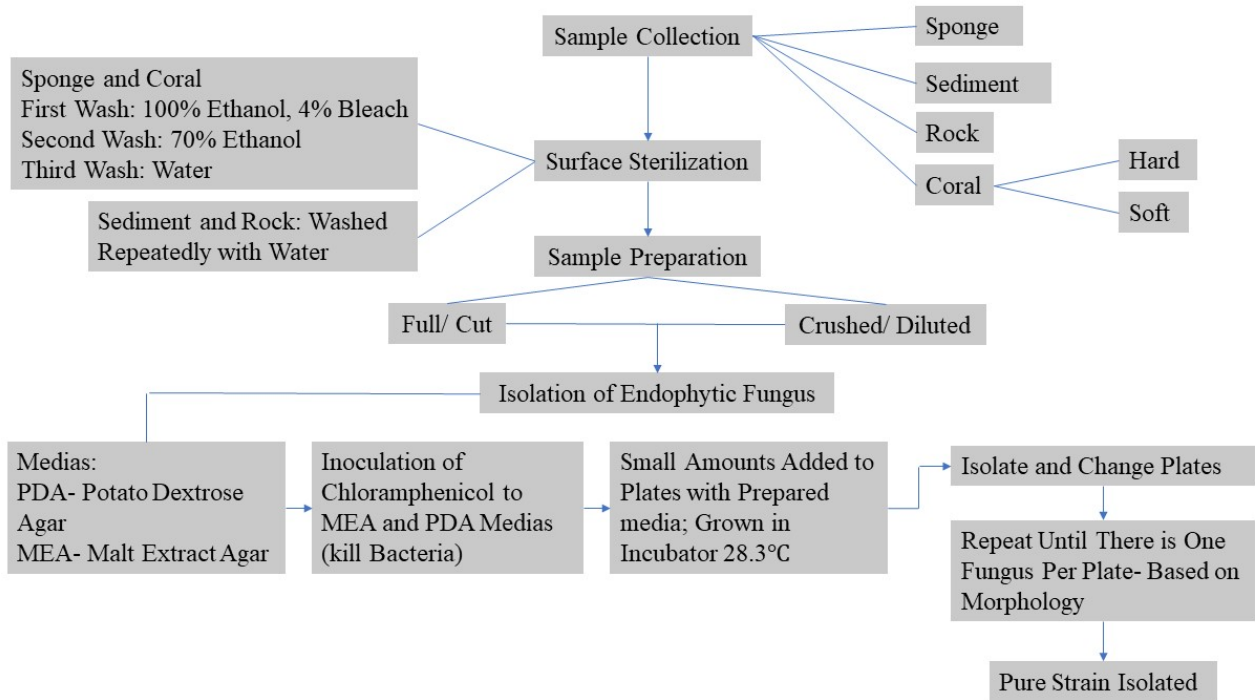 Sample Collection
Sponge
Sediment
Rock
Coral
Hard
Soft
Sponge and Coral
First Wash: 100% Ethanol, 4% Bleach
Second Wash: 70% Ethanol
Third Wash: Water
Surface Sterilization
Sediment and Rock: Washed
Repeatedly with Water
Sample Preparation
Full/ Cut
Crushed/ Diluted
Isolation of Endophytic Fungus
Medias:
PDA- Potato Dextrose
Agar
MEA- Malt Extract Agar
Inoculation of
Chloramphenicol to
MEA and PDA Medias
(kill Bacteria)
Small Amounts Added to
Plates with Prepared
media; Grown in
Incubator 28.3°C
Isolate and Change Plates
Repeat Until There is One
Fungus Per Plate- Based on
Morphology
Pure Strain Isolated